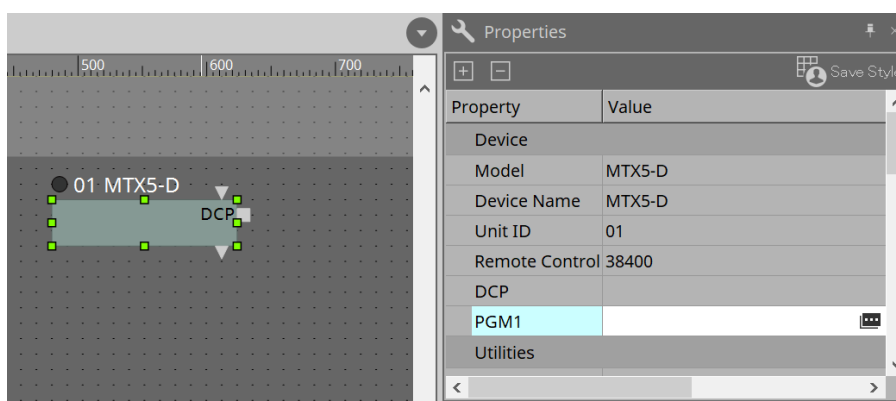 Properties
500
600
700
Save Style
Property Value
Device
Model MTX5-D
01 MTX5-D
Device Name MTX5-D
DCP
Unit ID 01
Remote Control 38400
DCP
PGM1
Utilities